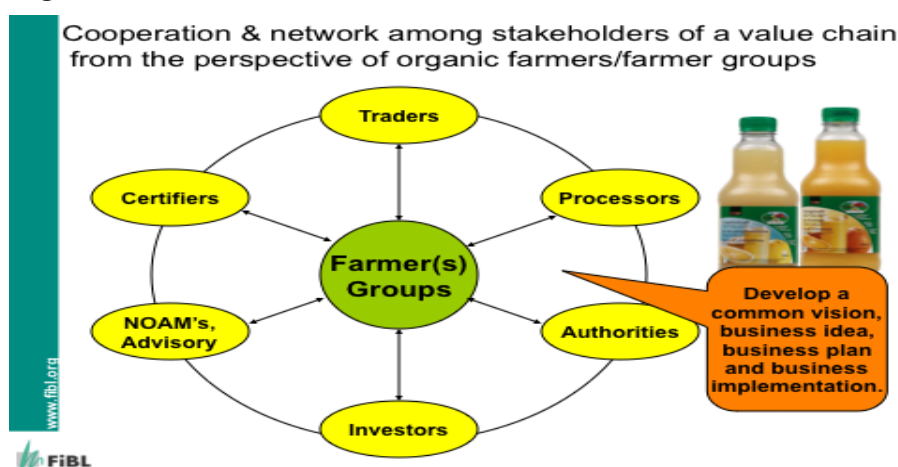 Cooperation & network among stakeholders of a value chain
from the perspective of organic farmers/farmer groups
Traders
Certifiers
Processors
Farmer(s)
Groups
NOAM's,
Advisory
Authorities
Investors
Develop a
common vision,
business idea,
business plan
and business
implementation.
www.fibl.org
FiBL